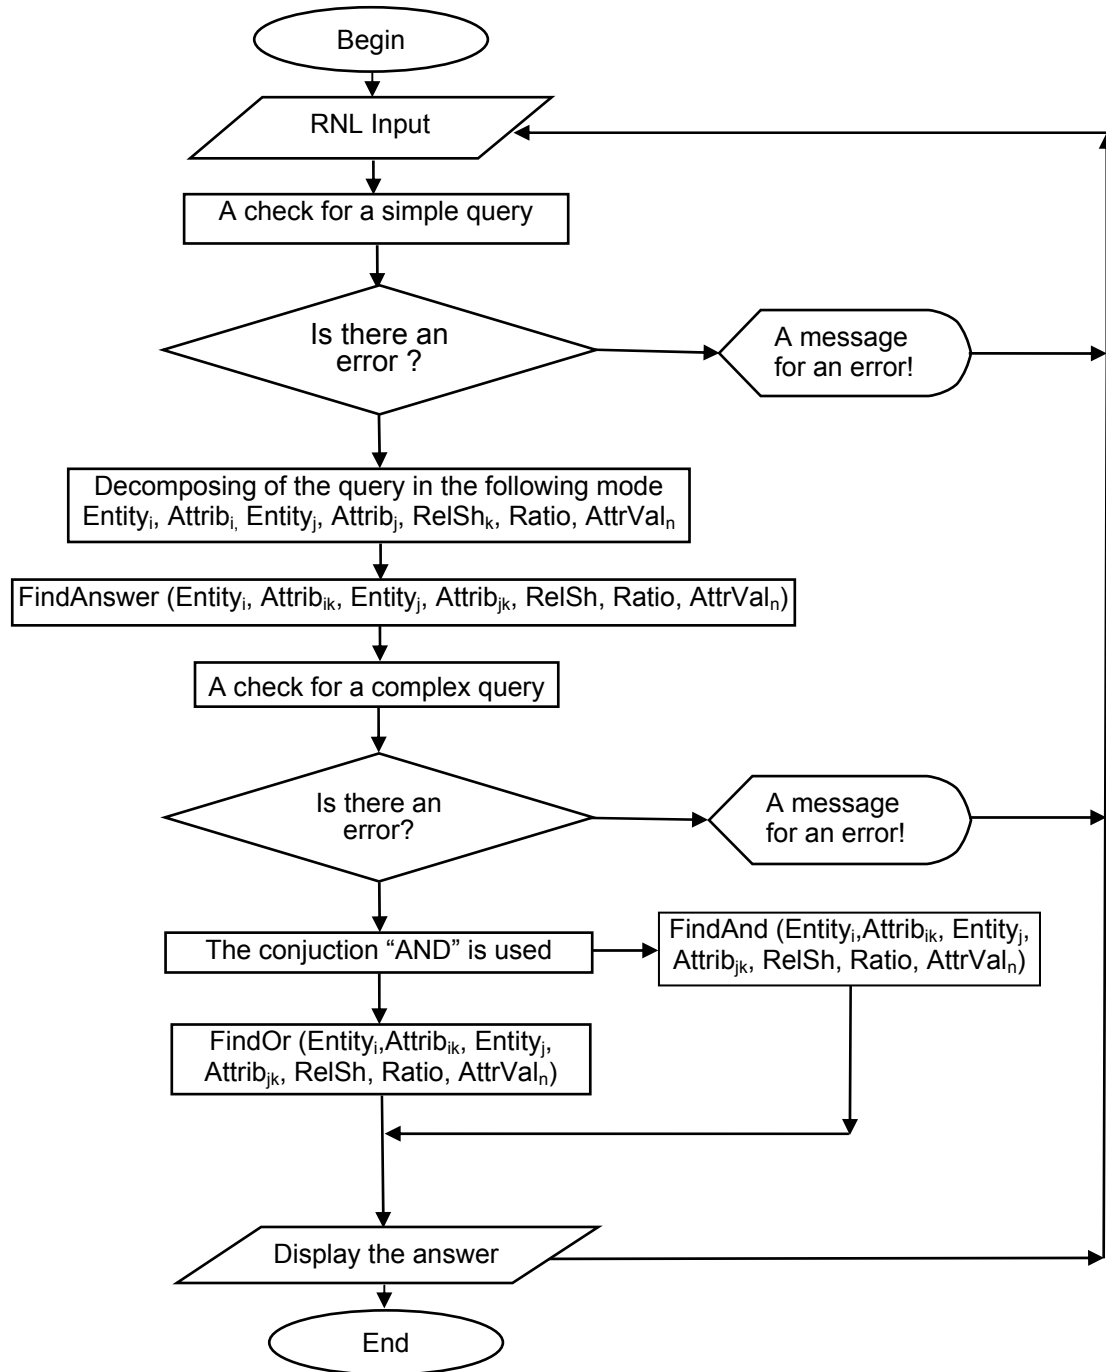 Begin
RNL Input
A check for a simple query
Is there an
error ?
A message
for an error!
Decomposing of the query in the following mode
Entityᵢ, Attribᵢ, Entityⱼ, Attribⱼ, RelShₖ, Ratio, AttrValₙ
FindAnswer (Entityᵢ, Attribᵢₖ, Entityⱼ, Attribⱼₖ, RelSh, Ratio, AttrValₙ)
A check for a complex query
Is there an
error?
A message
for an error!
The conjuction “AND” is used
FindAnd (Entityᵢ,Attribᵢₖ, Entityⱼ,
Attribⱼₖ, RelSh, Ratio, AttrValₙ)
FindOr (Entityᵢ,Attribᵢₖ, Entityⱼ,
Attribⱼₖ, RelSh, Ratio, AttrValₙ)
Display the answer
End